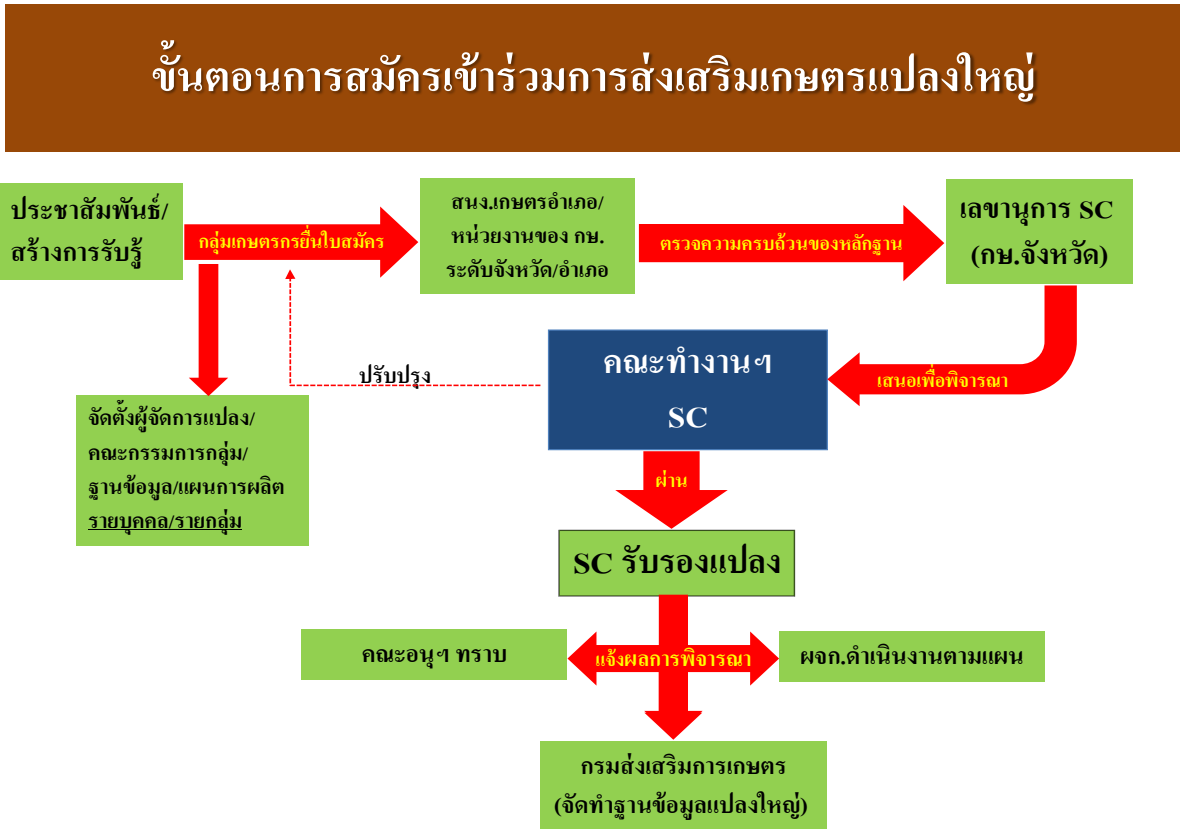 ขั้นตอนการสมัครเข้าร่วมการส่งเสริมเกษตรแปลงใหญ่
ประชาสัมพันธ์/
สร้างการรับรู้
กลุ่มเกษตรกรยื่นใบสมัคร
สนง.เกษตรอำเภอ/
หน่วยงานของ กษ.
ระดับจังหวัด/อำเภอ
ตรวจความครบถ้วนของหลักฐาน
เลขานุการ SC
(กษ.จังหวัด)
เสนอเพื่อพิจารณา
คณะทำงานฯ
SC
ปรับปรุง
จัดตั้งผู้จัดการแปลง/
คณะกรรมการกลุ่ม/
ฐานข้อมูล/แผนการผลิต
รายบุคคล/รายกลุ่ม
ผ่าน
SC รับรองแปลง
คณะอนุฯ ทราบ
แจ้งผลการพิจารณา
ผจก.ดำเนินงานตามแผน
กรมส่งเสริมการเกษตร
(จัดทำฐานข้อมูลแปลงใหญ่)